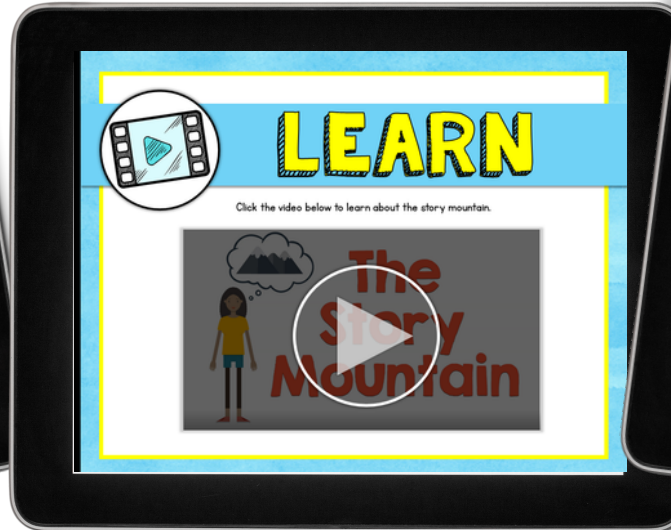 LEARN
Click the video below to learn about the story mountain.
The
Story
Mountain